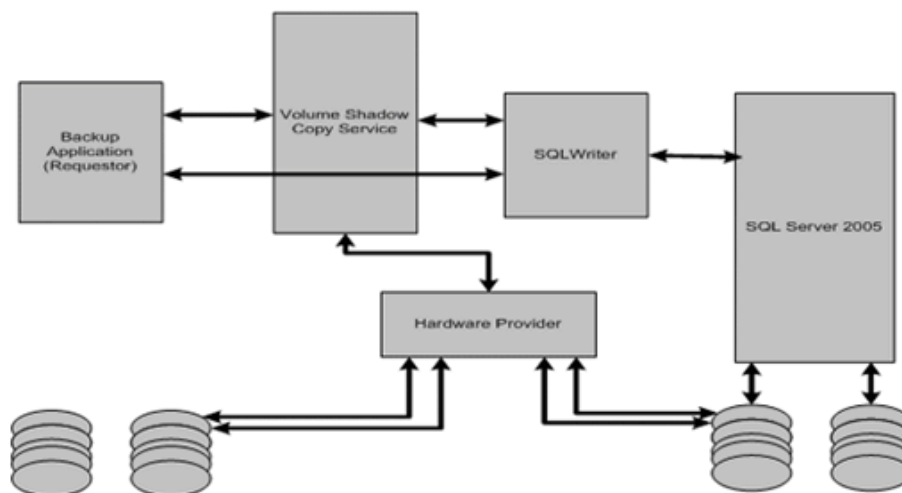 Backup
Application
(Requestor)
Volume Shadow
Copy Service
SQLWriter
SQL Server 2005
Hardware Provider